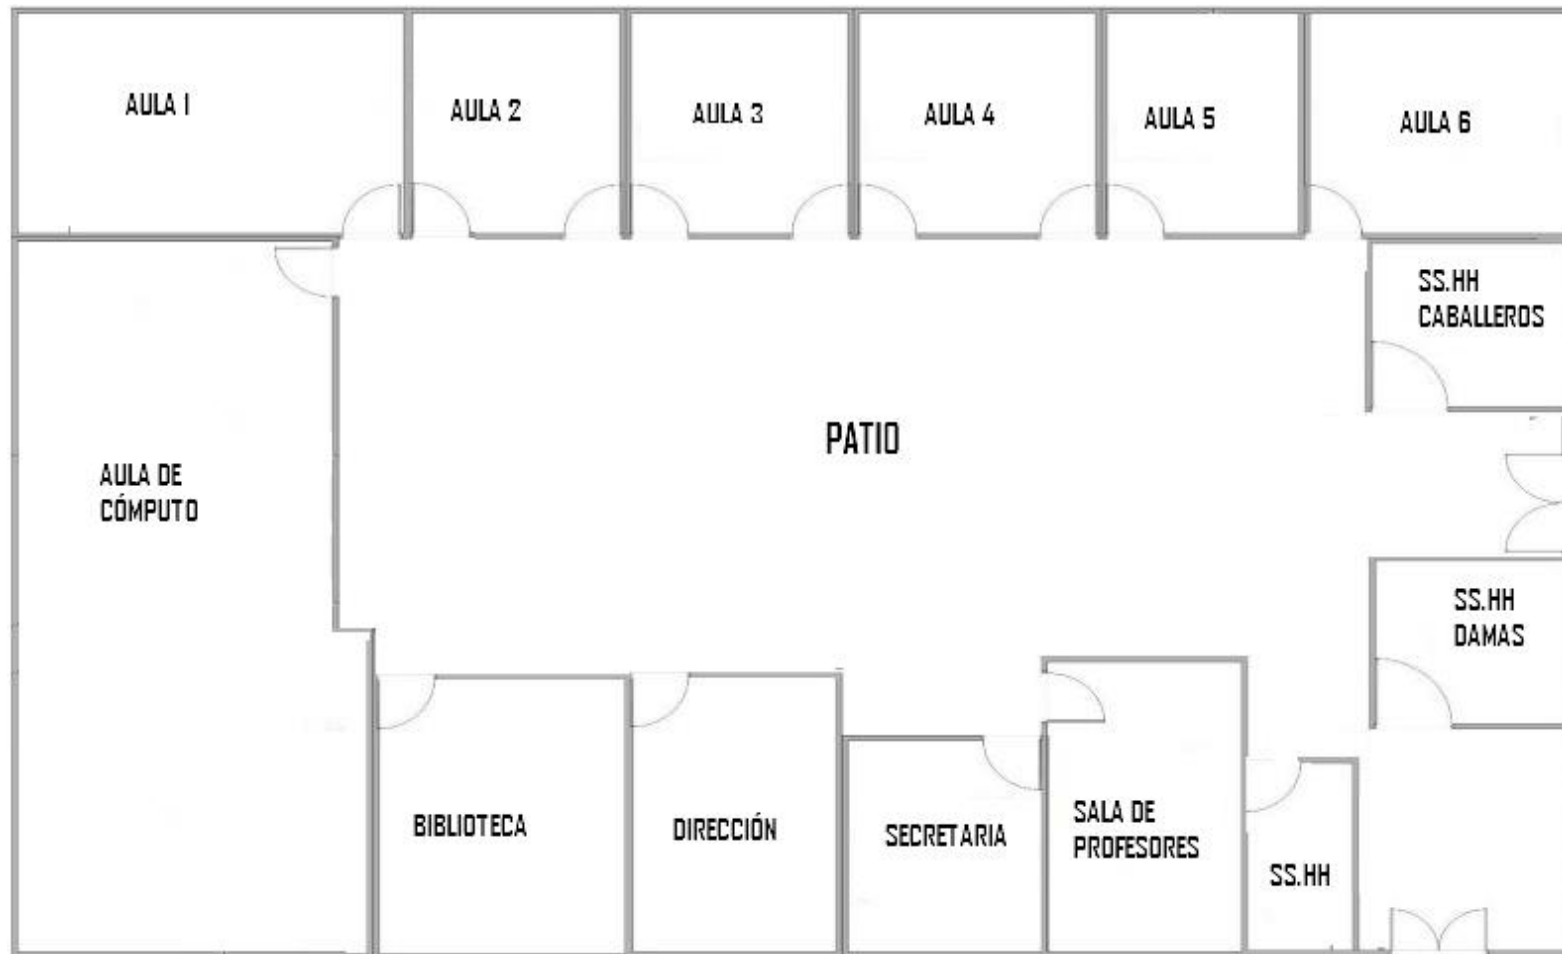 AULA 1
AULA 2
AULA 3
AULA 4
AULA 5
AULA 6
SS.HH
CABALLEROS
PATIO
AULA DE
CÓMPUTO
SS.HH
DAMAS
BIBLIOTECA
DIRECCIÓN
SECRETARIA
SALA DE
PROFESORES
SS.HH